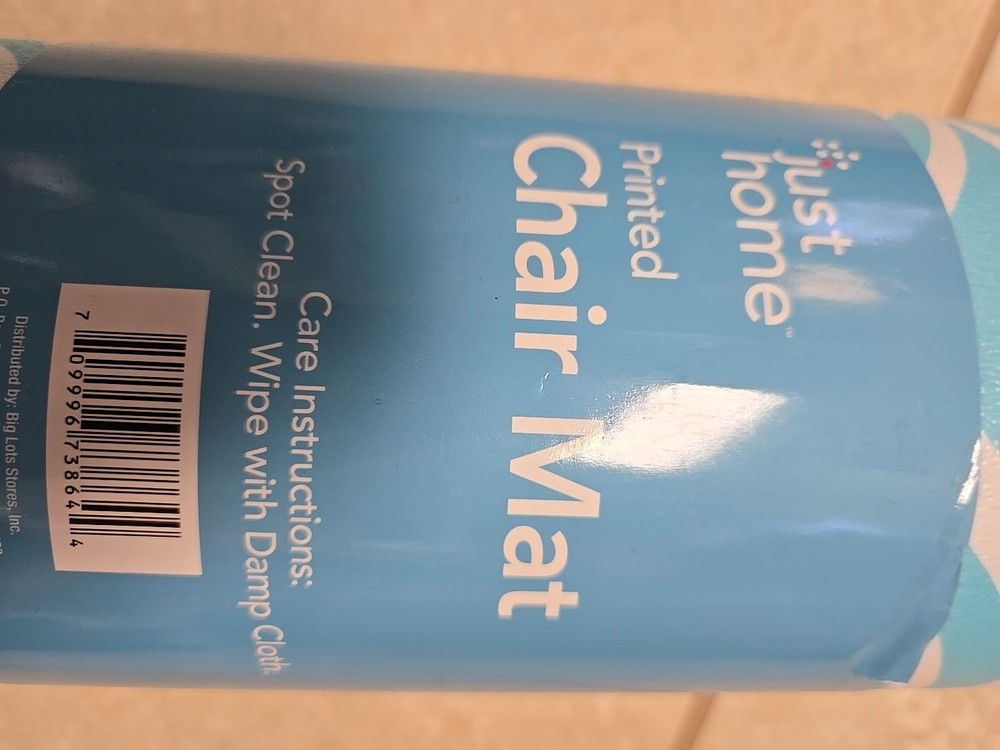 just
home™
Printed
Chair Mat
Care Instructions:
Spot Clean, Wipe with Damp Cloth.
7 09996 73864 4
Distributed by: Big Lots Stores, Inc.
P.O.